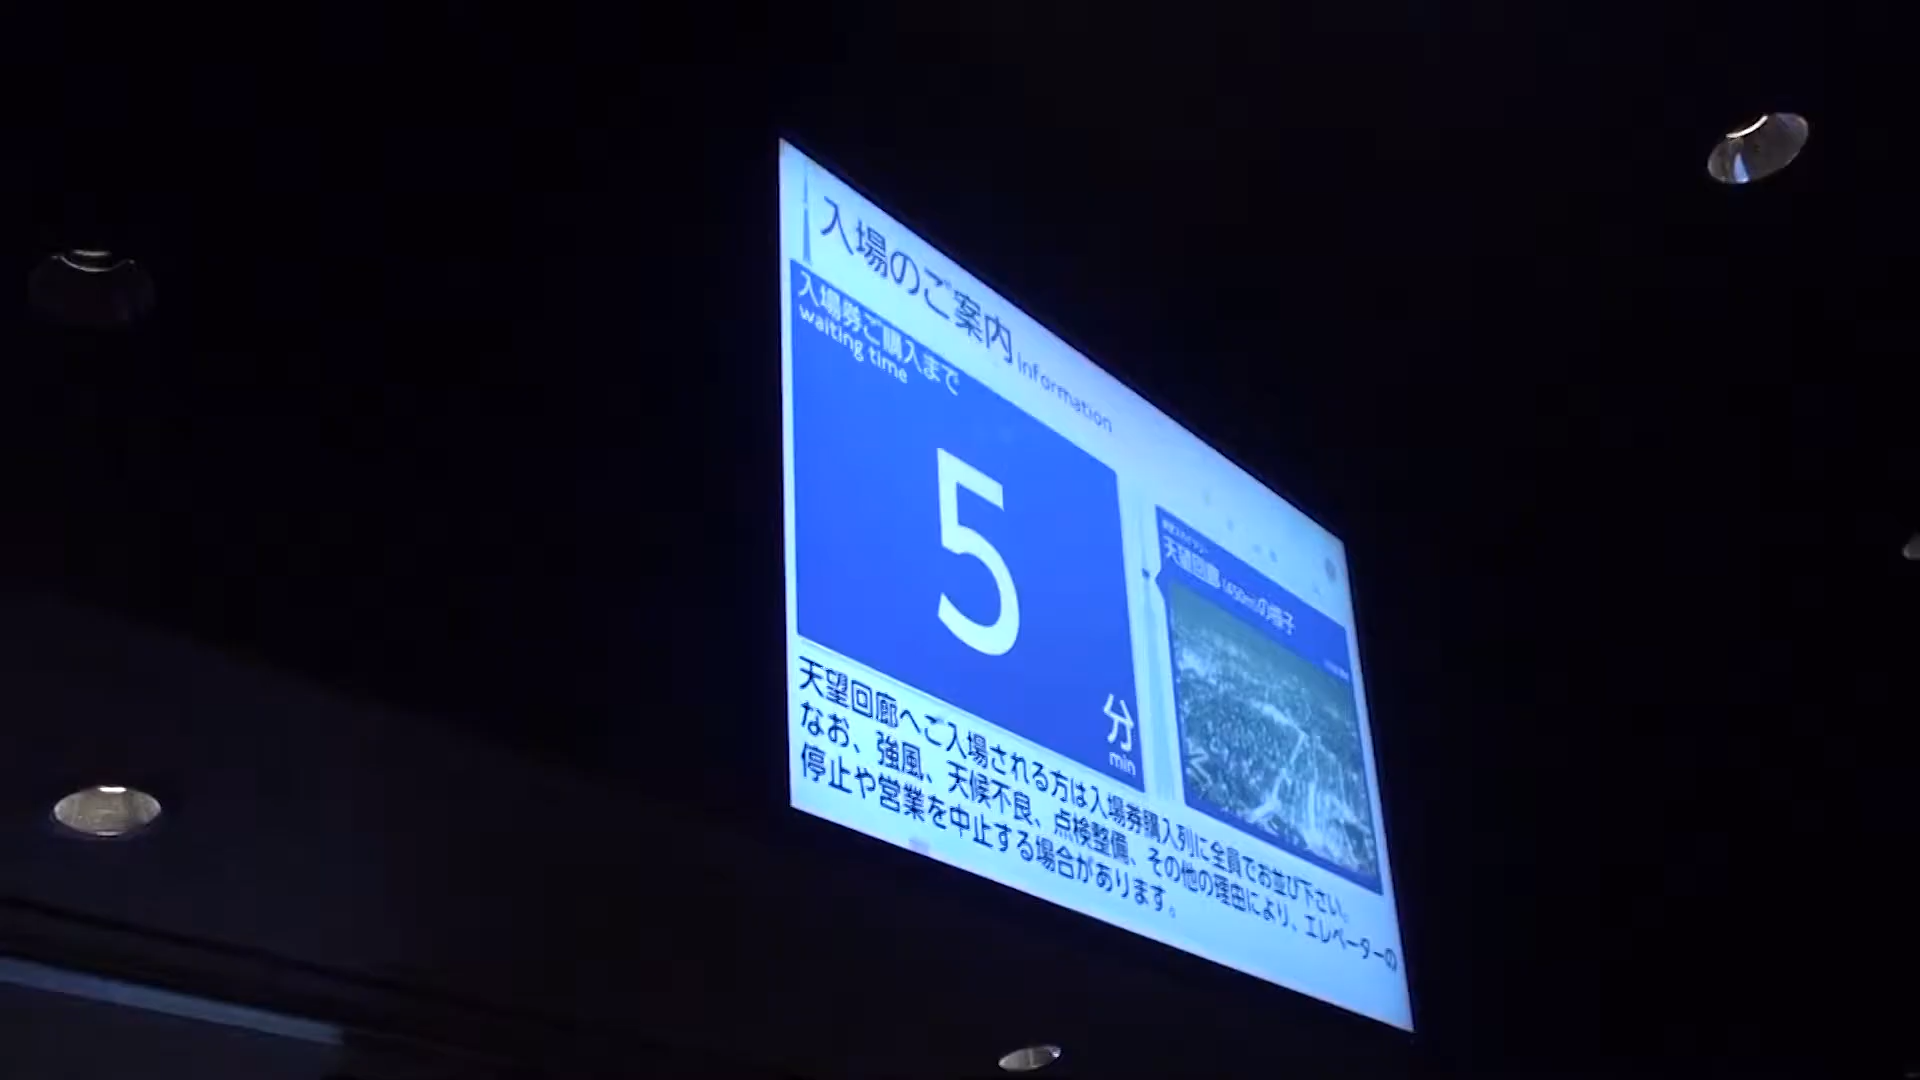 入場のご案内 information
入場券ご購入まで
waiting time
5
分
min
天望回廊 (450m)の様子
天望回廊へご入場される方は入場券購入列に全員でお並び下さい。
なお、強風、天候不良、点検整備、その他の理由により、エレベーターの
停止や営業を中止する場合があります。